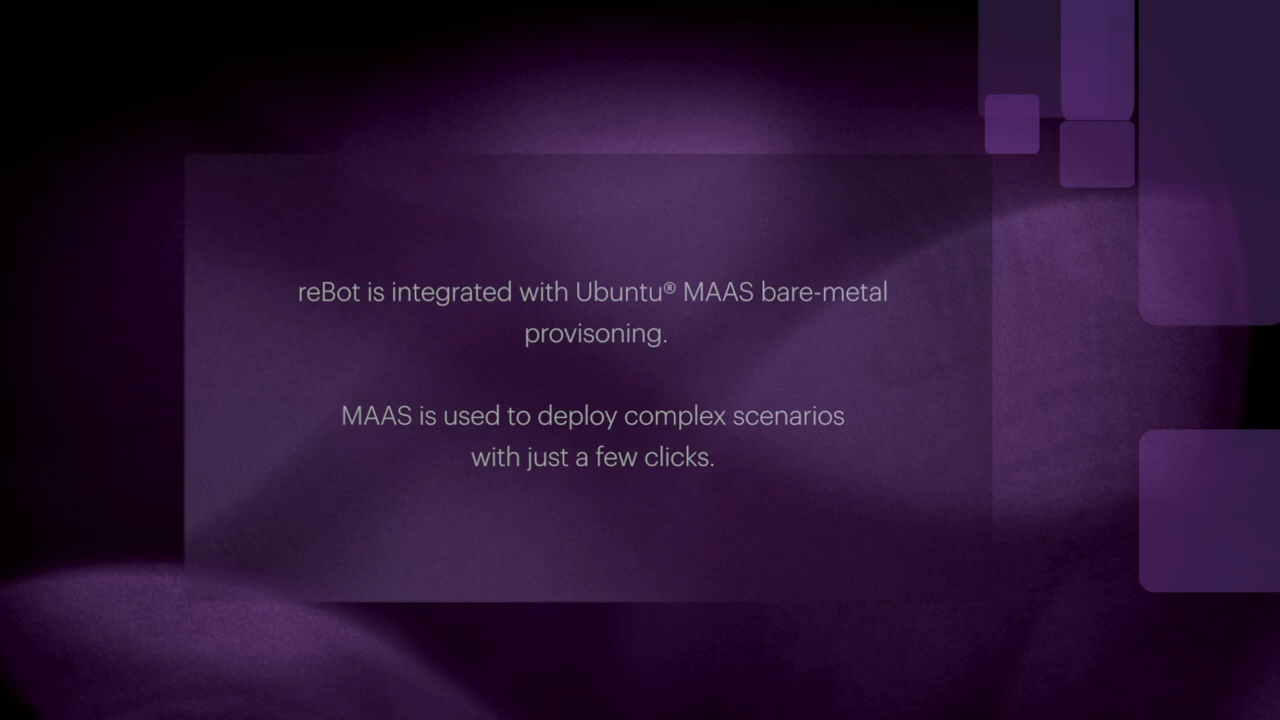 reBot is integrated with Ubuntu® MAAS bare-metal
provisoning.
MAAS is used to deploy complex scenarios
with just a few clicks.